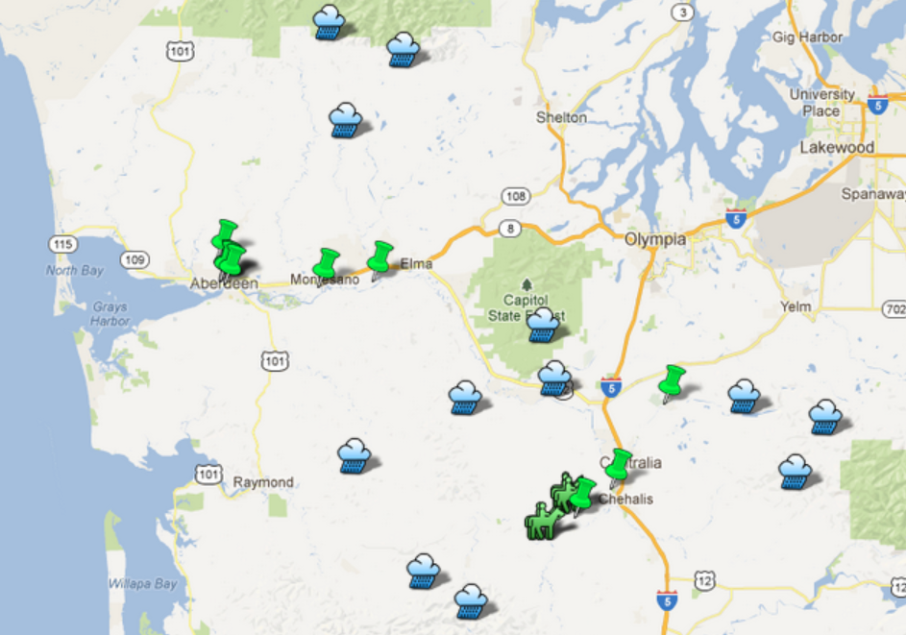 3
Gig Harbor
101
University
Place
5
Shelton
Lakewood
108
Spanaway
5
115
8
Olympia
109
North Bay
Elma
Montesano
Aberdeen
Capitol
State Forest
Grays
Harbor
Yelm
702
101
5
101
Raymond
Centralia
Chehalis
Willapa Bay
12
12
5